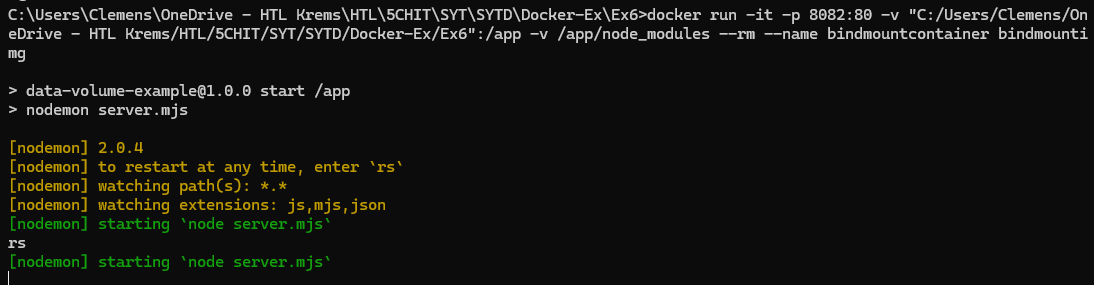 C:\Users\Clemens\OneDrive - HTL Krems\HTL\5CHIT\SYT\SYTD\Docker-Ex\Ex6>docker run -it -p 8082:80 -v "C:/Users/Clemens/On
eDrive - HTL Krems/HTL/5CHIT/SYT/SYTD/Docker-Ex/Ex6":/app -v /app/node_modules --rm --name bindmountcontainer bindmounti
mg
> data-volume-example@1.0.0 start /app
> nodemon server.mjs
[nodemon] 2.0.4
[nodemon] to restart at any time, enter `rs`
[nodemon] watching path(s): *.*
[nodemon] watching extensions: js,mjs,json
[nodemon] starting `node server.mjs`
rs
[nodemon] starting `node server.mjs`